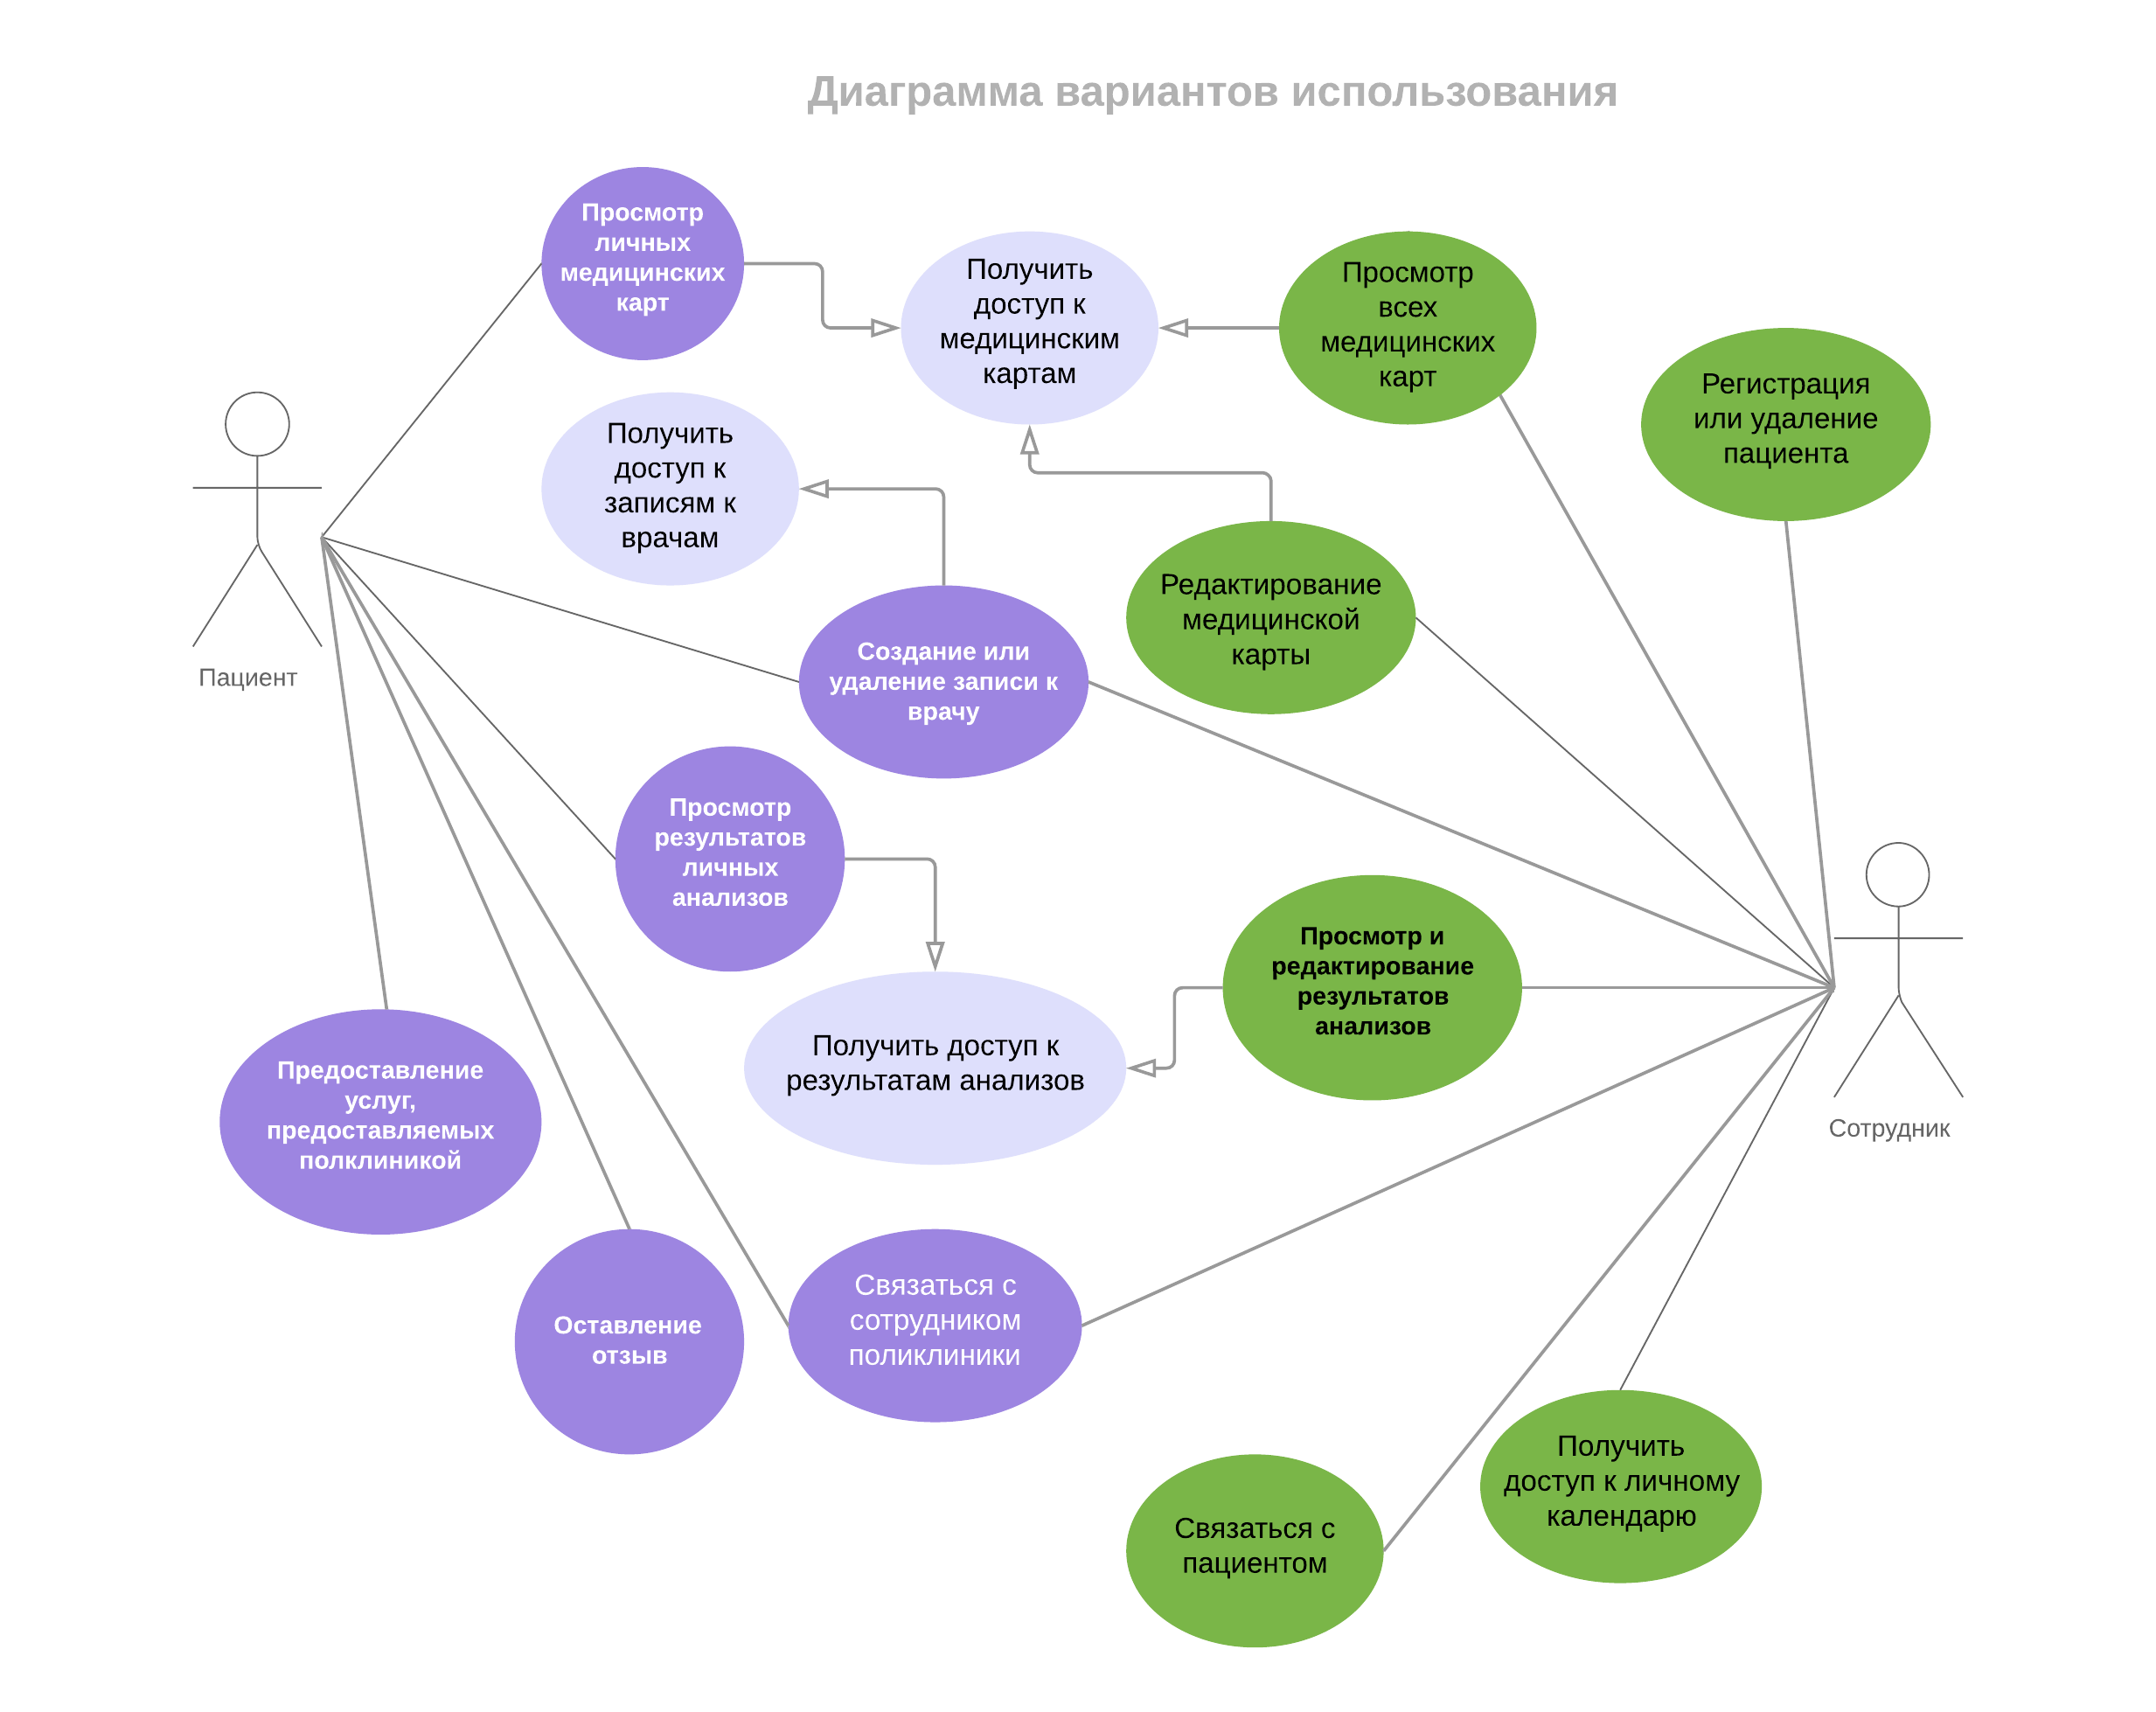 Диаграмма вариантов использования
Просмотр
личных
медицинских
карт
Получить
доступ к
медицинским
картам
Просмотр
всех
медицинских
карт
Регистрация
или удаление
пациента
Получить
доступ к
записям к
врачам
Редактирование
медицинской
карты
Пациент
Создание или
удаление записи к
врачу
Просмотр
результатов
личных
анализов
Просмотр и
редактирование
результатов
анализов
Получить доступ к
результатам анализов
Сотрудник
Предоставление
услуг,
предоставляемых
полклиникой
Оставление
отзыв
Связаться с
сотрудником
поликлиники
Получить
доступ к личному
календарю
Связаться с
пациентом